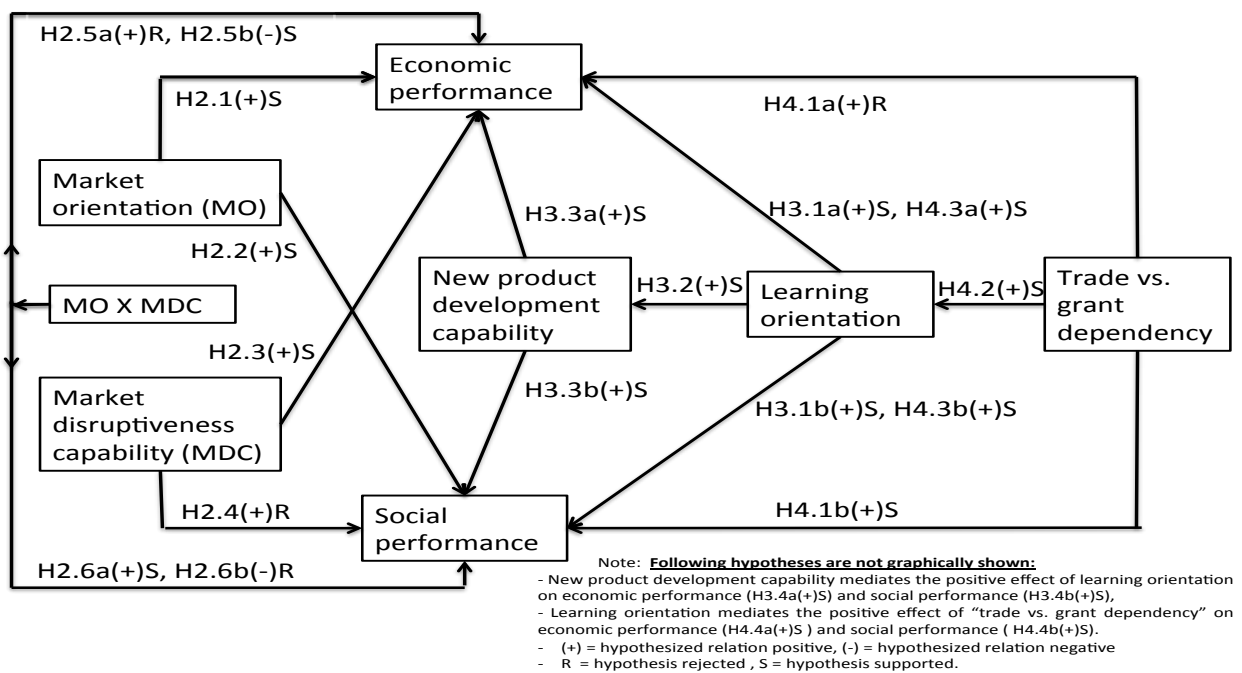 H2.5a(+)R, H2.5b(-)S
Economic
performance
H2.1(+)S
H4.1a(+)R
Market
orientation (MO)
H3.3a(+)S
H3.1a(+)S, H4.3a(+)S
H2.2(+)S
New product
development
capability
H3.2(+)S
Learning
orientation
H4.2(+)S
Trade vs.
grant
dependency
MO X MDC
H2.3(+)S
Market
disruptiveness
capability (MDC)
H3.3b(+)S
H3.1b(+)S, H4.3b(+)S
H2.4(+)R
Social
performance
H4.1b(+)S
H2.6a(+)S, H2.6b(-)R
Note: Following hypotheses are not graphically shown:
- New product development capability mediates the positive effect of learning orientation
on economic performance (H3.4a(+)S) and social performance (H3.4b(+)S),
- Learning orientation mediates the positive effect of “trade vs. grant dependency” on
economic performance (H4.4a(+)S ) and social performance ( H4.4b(+)S).
- (+) = hypothesized relation positive, (-) = hypothesized relation negative
- R = hypothesis rejected , S = hypothesis supported.